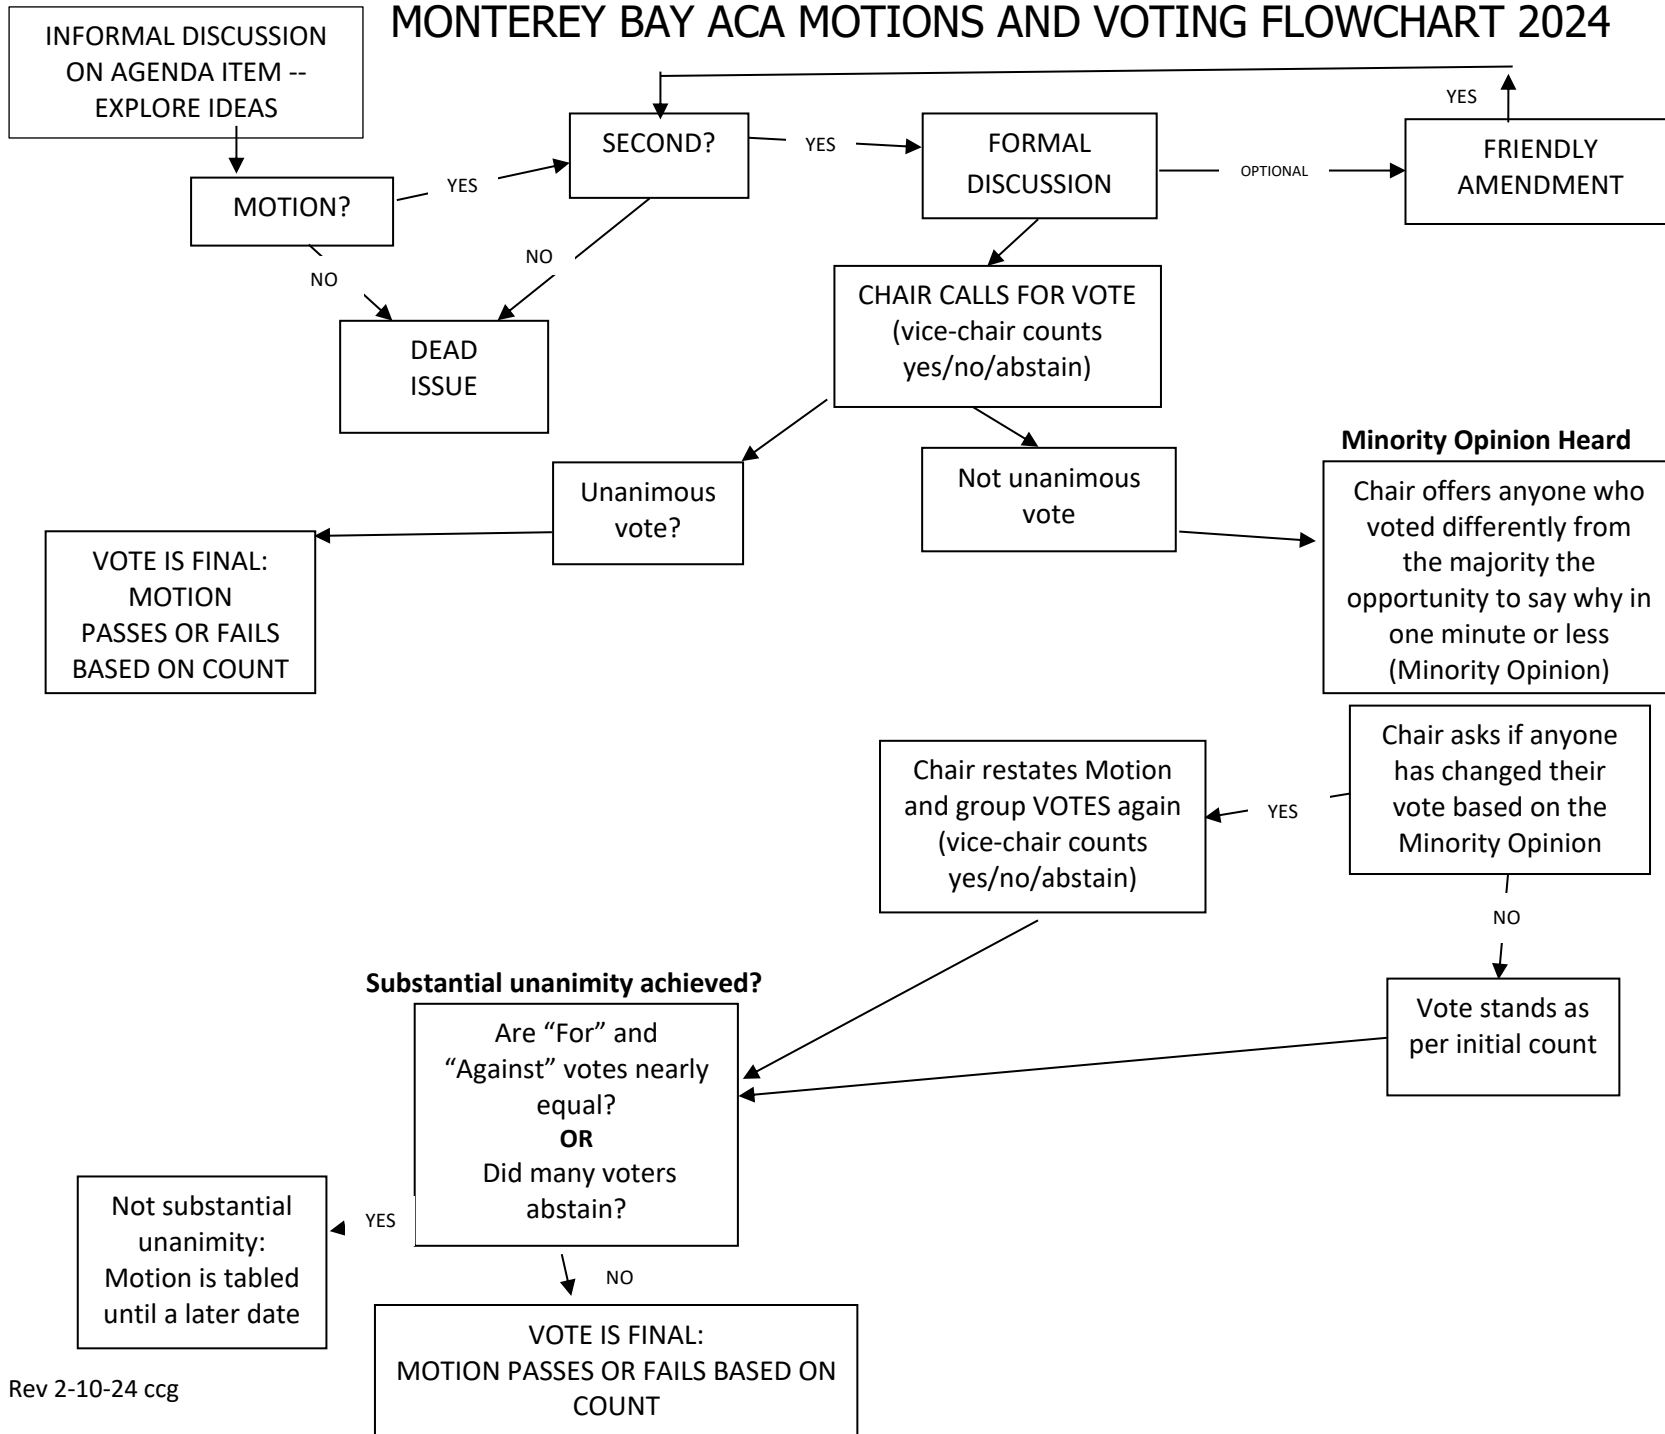 MONTEREY BAY ACA MOTIONS AND VOTING FLOWCHART 2024
INFORMAL DISCUSSION
ON AGENDA ITEM --
EXPLORE IDEAS
MOTION?
YES
NO
SECOND?
YES
NO
DEAD
ISSUE
FORMAL
DISCUSSION
OPTIONAL
FRIENDLY
AMENDMENT
YES
CHAIR CALLS FOR VOTE
(vice-chair counts
yes/no/abstain)
Unanimous
vote?
VOTE IS FINAL:
MOTION
PASSES OR FAILS
BASED ON COUNT
Not unanimous
vote
Minority Opinion Heard
Chair offers anyone who
voted differently from
the majority the
opportunity to say why in
one minute or less
(Minority Opinion)
Chair asks if anyone
has changed their
vote based on the
Minority Opinion
YES
Chair restates Motion
and group VOTES again
(vice-chair counts
yes/no/abstain)
NO
Vote stands as
per initial count
Substantial unanimity achieved?
Are “For” and
“Against” votes nearly
equal?
OR
Did many voters
abstain?
YES
Not substantial
unanimity:
Motion is tabled
until a later date
NO
VOTE IS FINAL:
MOTION PASSES OR FAILS BASED ON
COUNT
Rev 2-10-24 ccg